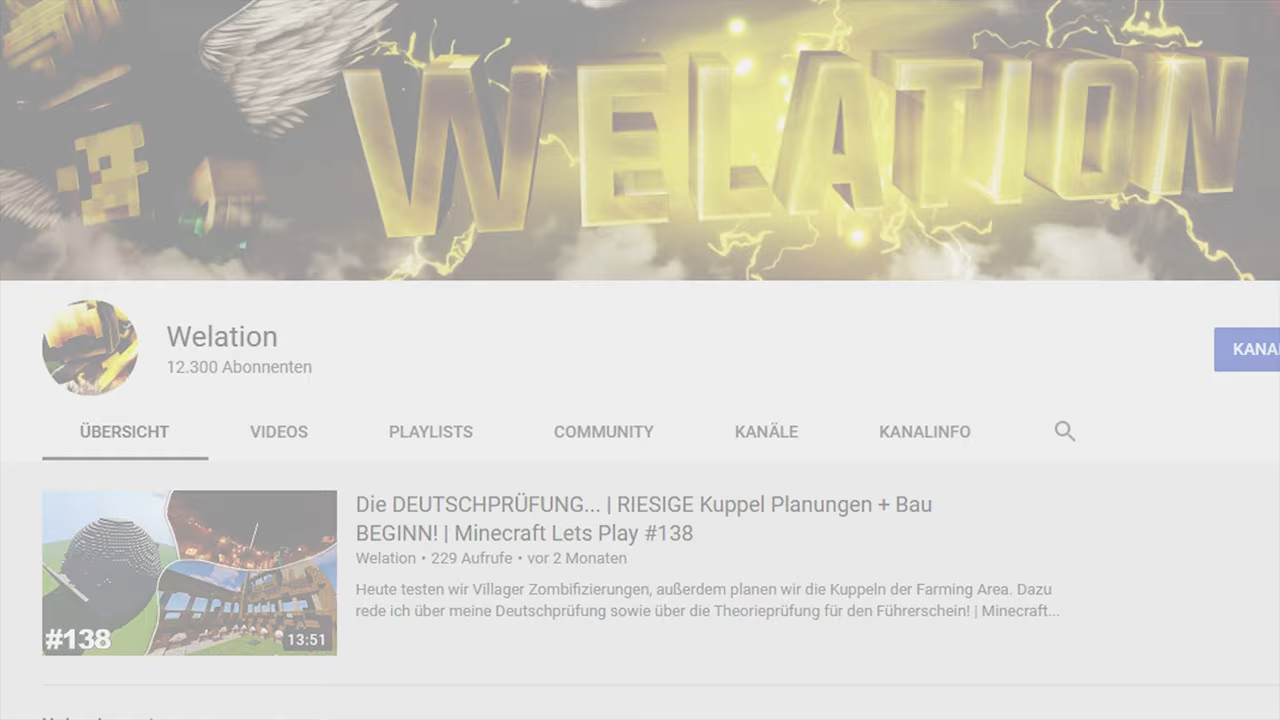 WELATION
Welation
12.300 Abonnenten
KANA
ÜBERSICHT VIDEOS PLAYLISTS COMMUNITY KANÄLE KANALINFO
Die DEUTSCHPRÜFUNG... | RIESIGE Kuppel Planungen + Bau
BEGINN! | Minecraft Lets Play #138
Welation • 229 Aufrufe • vor 2 Monaten
Heute testen wir Villager Zombifizierungen, außerdem planen wir die Kuppeln der Farming Area. Dazu
rede ich über meine Deutschprüfung sowie über die Theorieprüfung für den Führerschein! | Minecraft...
#138
13:51